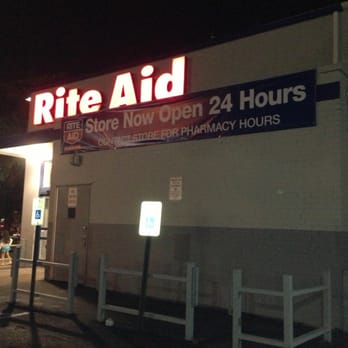 Rite Aid
RITE
AID
Store Now Open 24 Hours
CONTACT STORE FOR PHARMACY HOURS